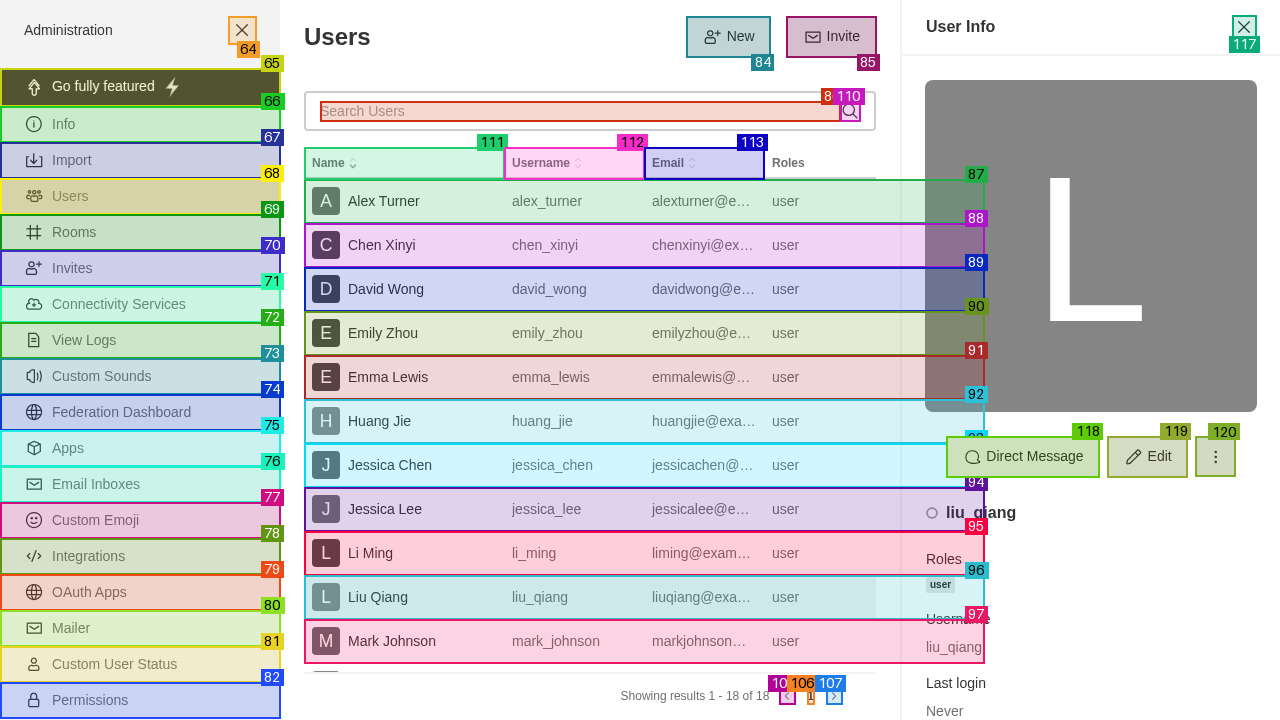 Administration
64
65
Go fully featured
66
Info
67
Import
68
Users
69
Rooms
70
Invites
71
Connectivity Services
72
View Logs
73
Custom Sounds
74
Federation Dashboard
75
Apps
76
Email Inboxes
77
Custom Emoji
78
Integrations
79
OAuth Apps
80
Mailer
81
Custom User Status
82
Permissions
Users
New
84
Invite
85
Search Users
110
111
112
113
Name Username Email Roles
87
Alex Turner alex_turner alexturner@e… user
88
Chen Xinyi chen_xinyi chenxinyi@ex… user
89
David Wong david_wong davidwong@e… user
90
Emily Zhou emily_zhou emilyzhou@e… user
91
Emma Lewis emma_lewis emmalewis@… user
92
Huang Jie huang_jie huangjie@exa… user
Jessica Chen jessica_chen jessicachen@… user
94
Jessica Lee jessica_lee jessicalee@e… user
95
Li Ming li_ming liming@exam… user
96
Liu Qiang liu_qiang liuqiang@exa… user
97
Mark Johnson mark_johnson markjohnson… user
106 107
Showing results 1 - 18 of 18
1
User Info
117
L
118 119 120
Direct Message Edit
liu_qiang
Roles
user
Username
liu_qiang
Last login
Never